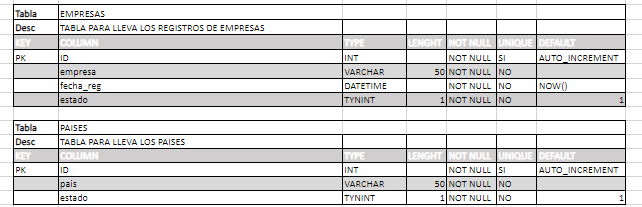 Tabla EMPRESAS
Desc TABLA PARA LLEVA LOS REGISTROS DE EMPRESAS
KEY COLUMN TYPE LENGHT NOT NULL UNIQUE DEFAULT
PK ID INT NOT NULL SI AUTO_INCREMENT
empresa VARCHAR 50 NOT NULL NO
fecha_reg DATETIME NOT NULL NO NOW()
estado TYNINT 1 NOT NULL NO 1
Tabla PAISES
Desc TABLA PARA LLEVA LOS PAISES
KEY COLUMN TYPE LENGHT NOT NULL UNIQUE DEFAULT
PK ID INT NOT NULL SI AUTO_INCREMENT
pais VARCHAR 50 NOT NULL NO
estado TYNINT 1 NOT NULL NO 1